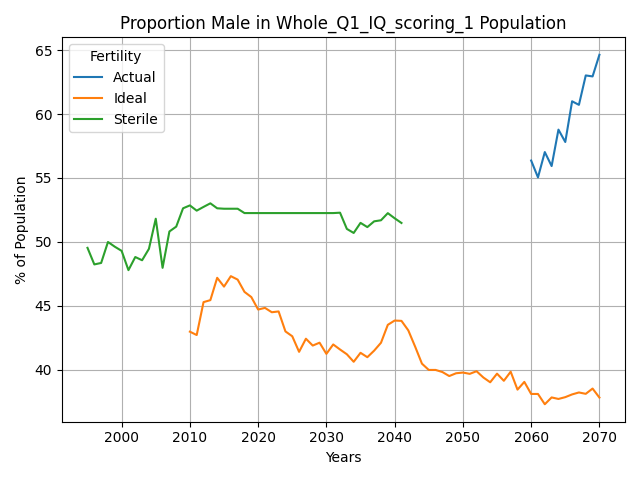 Proportion Male in Whole_Q1_IQ_scoring_1 Population
65
60
55
50
45
40
% of Population
Fertility
Actual
Ideal
Sterile
2000 2010 2020 2030 2040 2050 2060 2070
Years